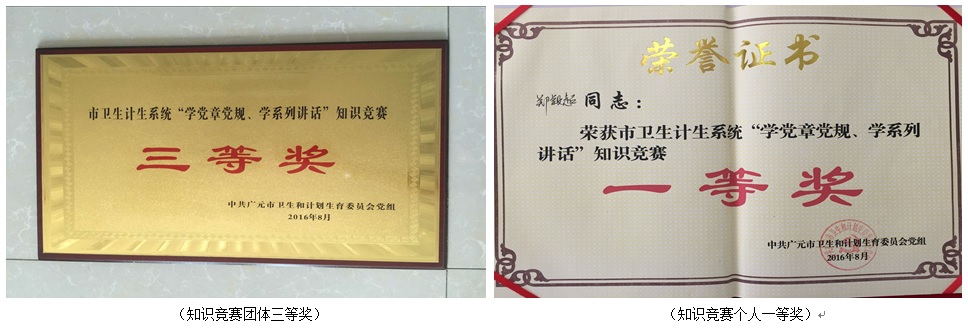 市卫生计生系统“学党章党规、学系列讲话”知识竞赛
三等奖
中共广元市卫生和计划生育委员会党组
2016年8月
(知识竞赛团体三等奖)
荣誉证书
同志:
荣获市卫生计生系统“学党章党规、学系列
讲话”知识竞赛
一等奖
中共广元市卫生和计划生育委员会党组
2016年8月
(知识竞赛个人一等奖)